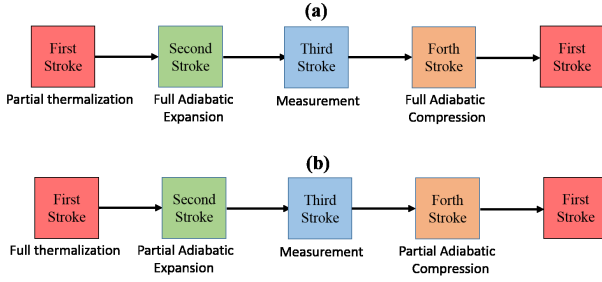 (a)
First
Stroke
Second
Stroke
Third
Stroke
Forth
Stroke
First
Stroke
Partial thermalization
Full Adiabatic
Expansion
Measurement
Full Adiabatic
Compression
(b)
First
Stroke
Second
Stroke
Third
Stroke
Forth
Stroke
First
Stroke
Full thermalization
Partial Adiabatic
Expansion
Measurement
Partial Adiabatic
Compression